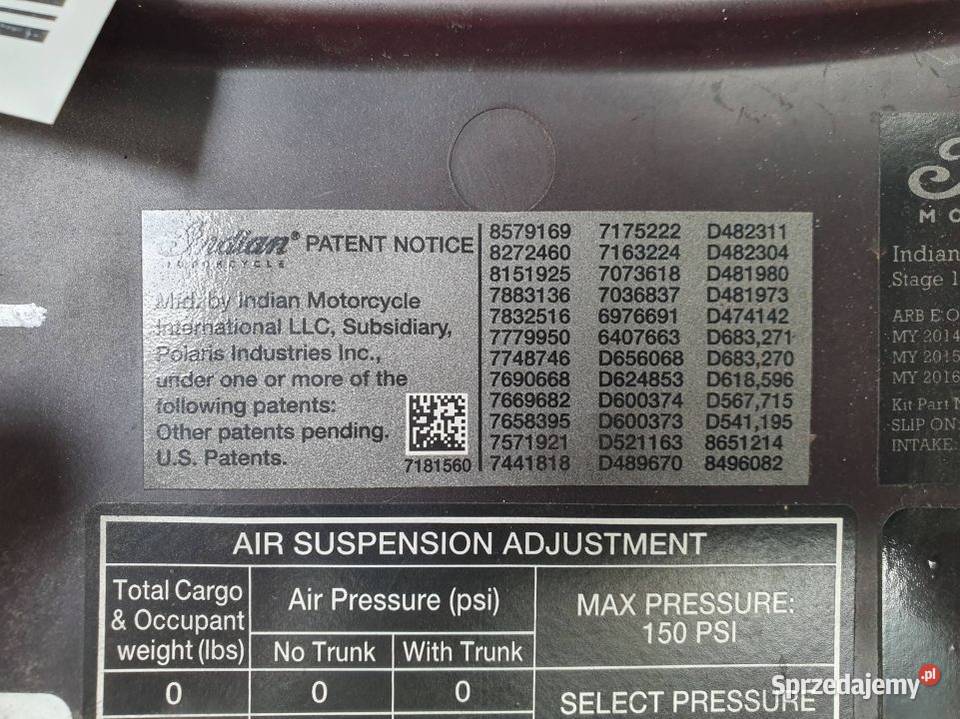 Indian® PATENT NOTICE
MOTORCYCLE
Mfd. by Indian Motorcycle
International LLC, Subsidiary,
Polaris Industries Inc.,
under one or more of the
following patents:
Other patents pending.
U.S. Patents.
7181560
8579169 7175222 D482311
8272460 7163224 D482304
8151925 7073618 D481980
7883136 7036837 D481973
7832516 6976691 D474142
7779950 6407663 D683,271
7748746 D656068 D683,270
7690668 D624853 D618,596
7669682 D600374 D567,715
7658395 D600373 D541,195
7571921 D521163 8651214
7441818 D489670 8496082
MO
Indian
Stage 1
ARB E.O
MY 2014
MY 2015
MY 2016
Kit Part
SLIP ON:
INTAKE:
AIR SUSPENSION ADJUSTMENT
Total Cargo
& Occupant
weight (lbs)
Air Pressure (psi)
No Trunk With Trunk
MAX PRESSURE:
150 PSI
0 0 0
SELECT PRESSURE
Sprzedajemy.pl